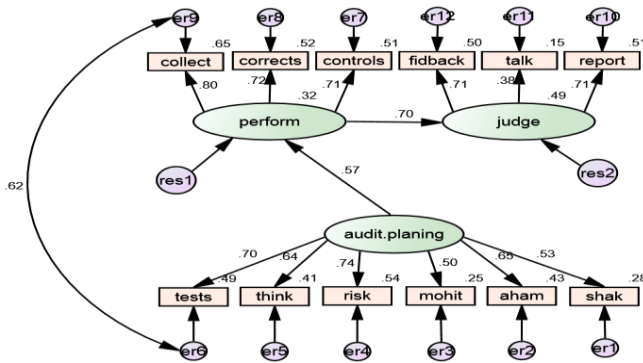 er9 er8 er7 er12 er11 er10
.65 .52 .51 .50 .15 .51
collect corrects controls fidback talk report
.80 .72 .71 .71 .38 .71
.32 .49
perform .70 judge
res1 res2
.57
.62
audit.planing
.70 .64 .74 .50 .65 .53
.49 .41 .54 .25 .43 .28
tests think risk mohit aham shak
er6 er5 er4 er3 er2 er1